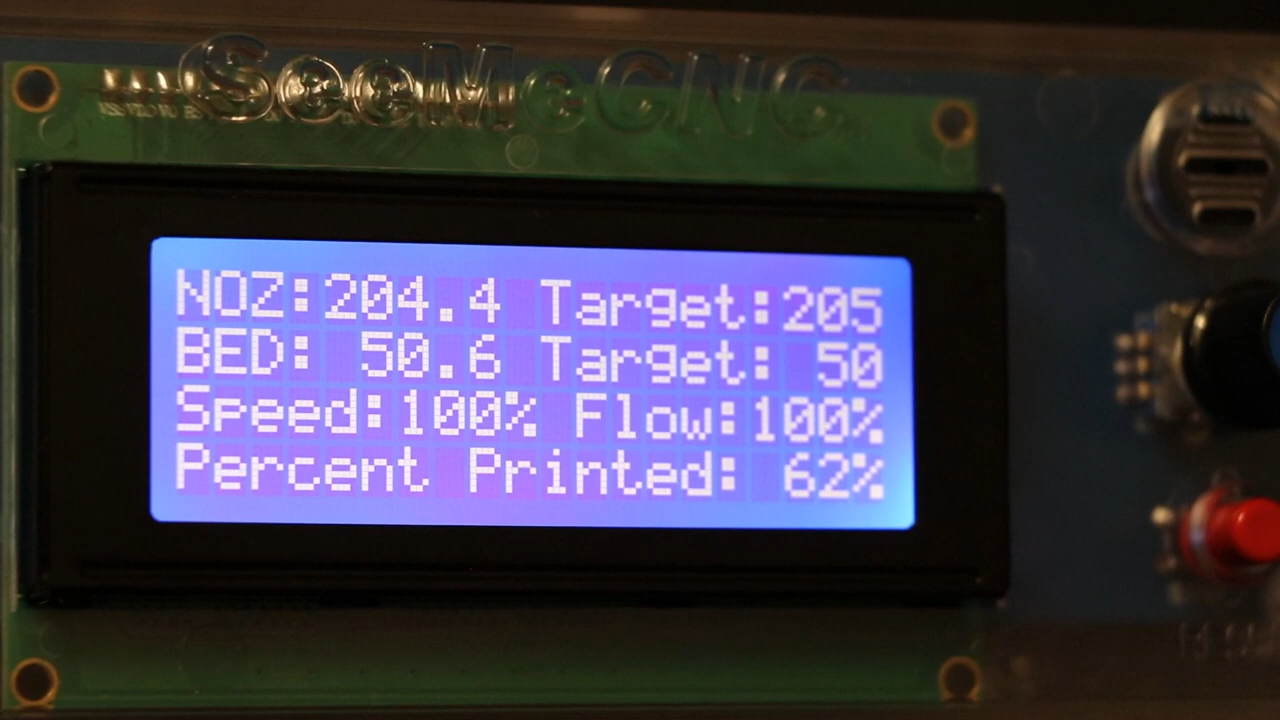 SeeMeCNC
NOZ:204.4 Target:205
BED: 50.6 Target: 50
Speed:100% Flow:100%
Percent Printed: 62%